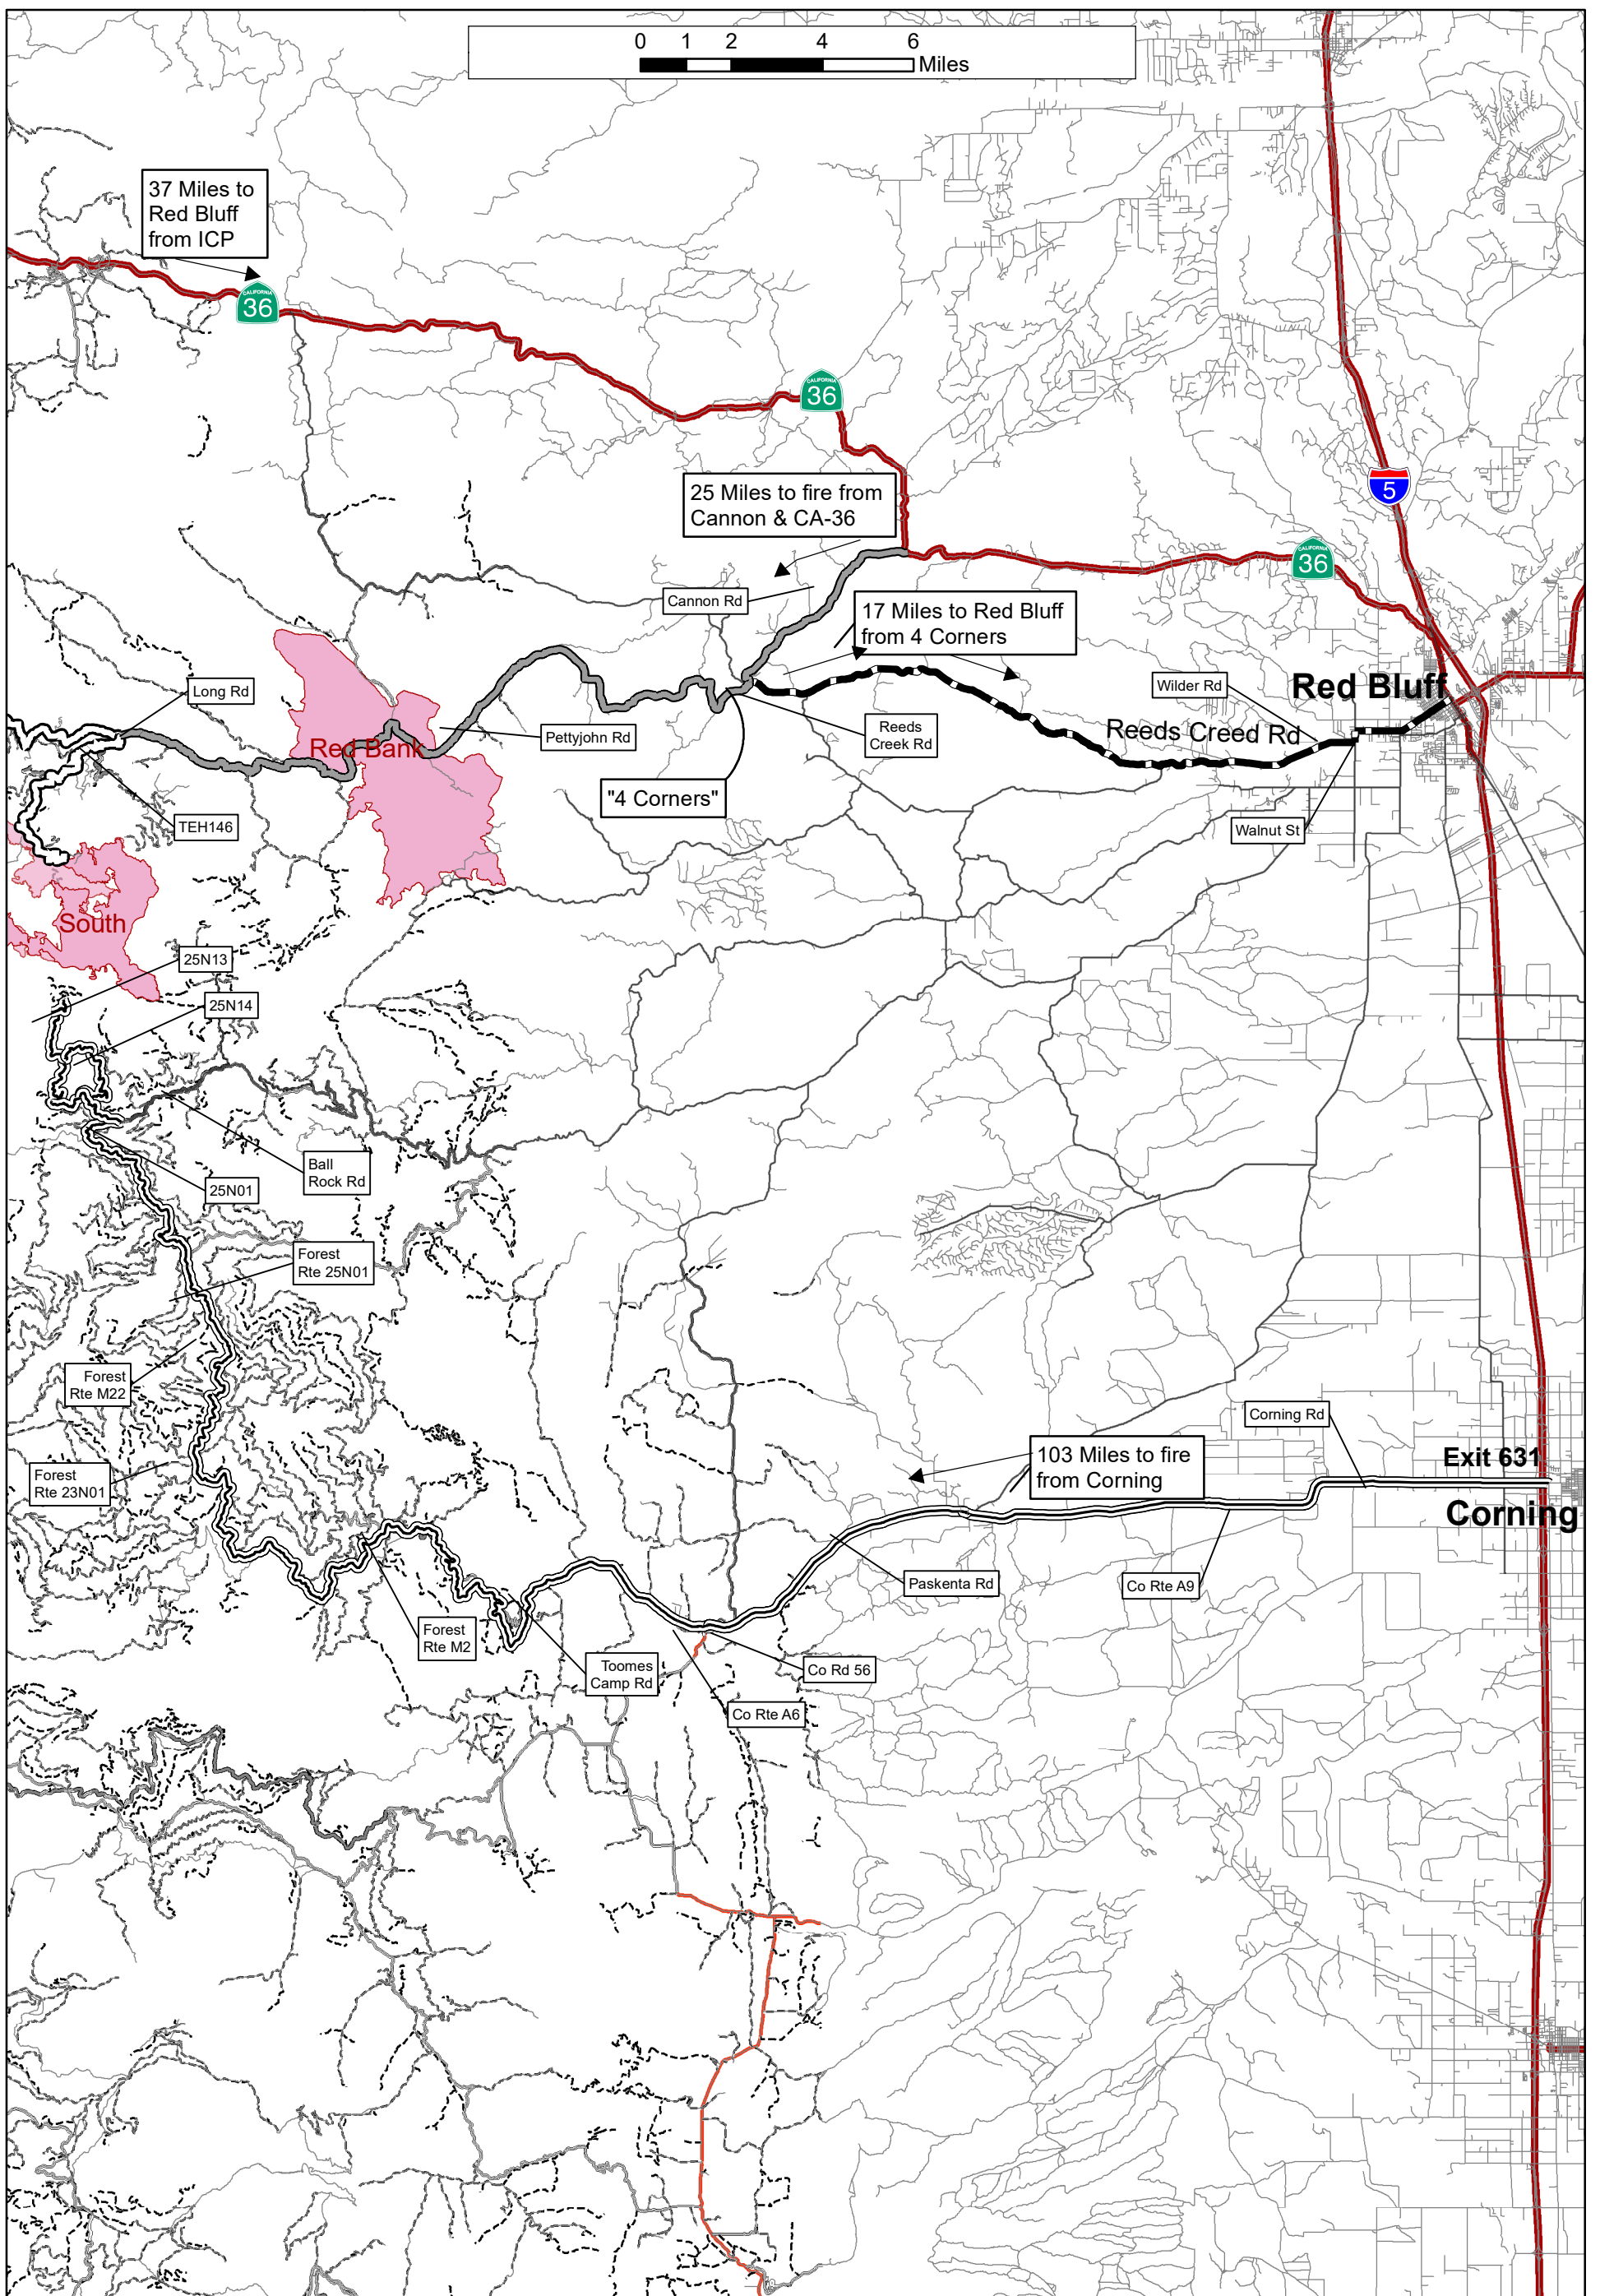 0 1 2 4 6
Miles
37 Miles to
Red Bluff
from ICP
CALIFORNIA
36
CALIFORNIA
36
25 Miles to fire from
Cannon & CA-36
5
CALIFORNIA
36
Cannon Rd
17 Miles to Red Bluff
from 4 Corners
Long Rd
Wilder Rd
Red Bluff
Pettyjohn Rd
Reeds
Creek Rd
Reeds Creed Rd
Red Bank
"4 Corners"
TEH146
Walnut St
South
25N13
25N14
Ball
Rock Rd
25N01
Forest
Rte 25N01
Forest
Rte M22
Corning Rd
103 Miles to fire
from Corning
Exit 631
Forest
Rte 23N01
Corning
Paskenta Rd
Co Rte A9
Forest
Rte M2
Toomes
Camp Rd
Co Rd 56
Co Rte A6